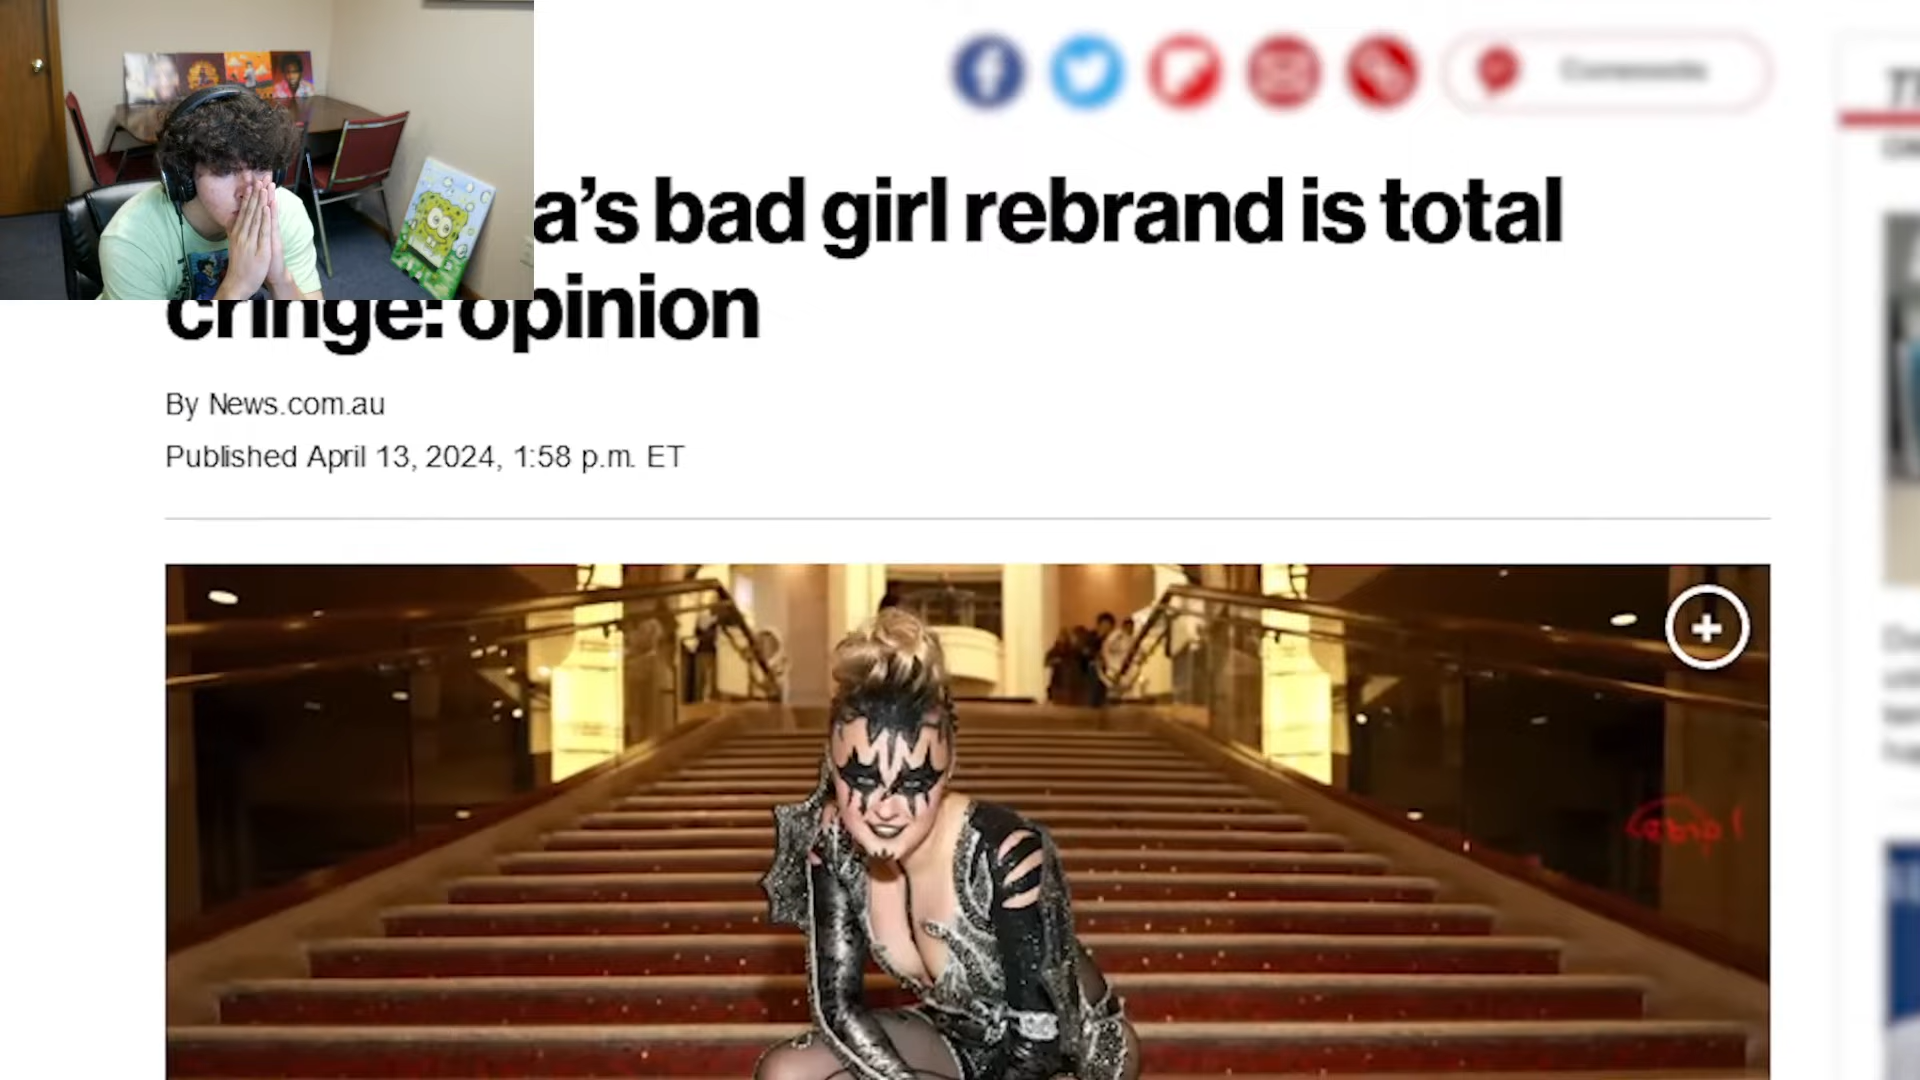 a's bad girl rebrand is total
cringe: opinion
By News.com.au
Published April 13, 2024, 1:58 p.m. ET